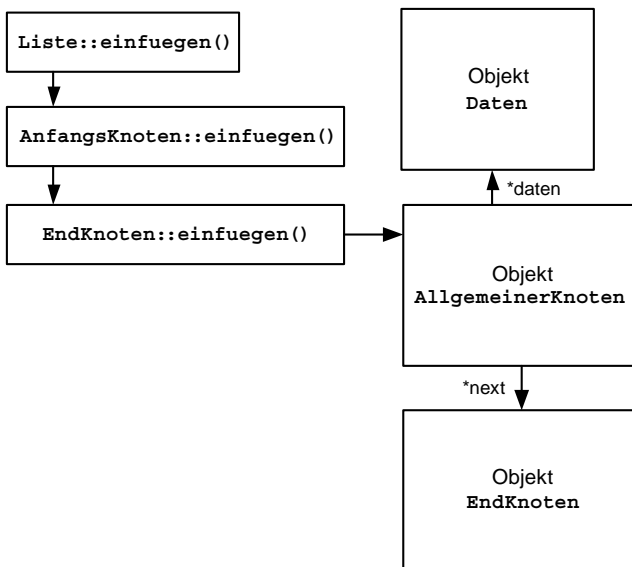 Liste::einfuegen()
AnfangsKnoten::einfuegen()
EndKnoten::einfuegen()
Objekt
Daten
*daten
Objekt
AllgemeinerKnoten
*next
Objekt
EndKnoten